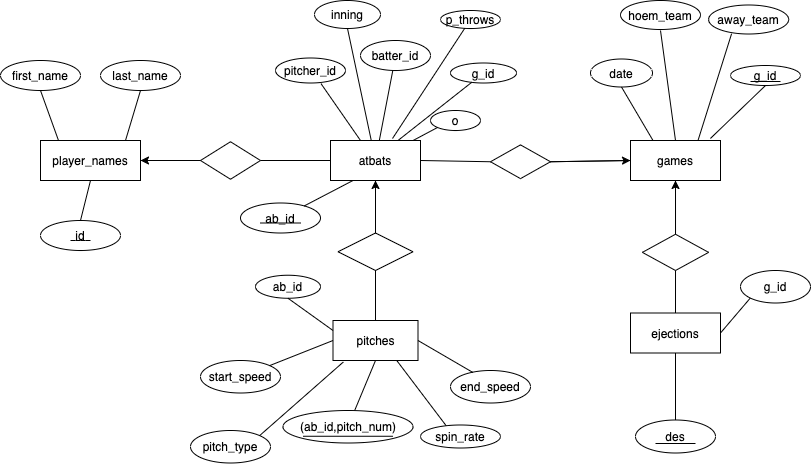 inning
p_throws
hoem_team
away_team
batter_id
first_name
last_name
pitcher_id
g_id
date
g_id
o
player_names
atbats
games
ab_id
id
ab_id
g_id
pitches
ejections
start_speed
end_speed
(ab_id,pitch_num)
pitch_type
spin_rate
des